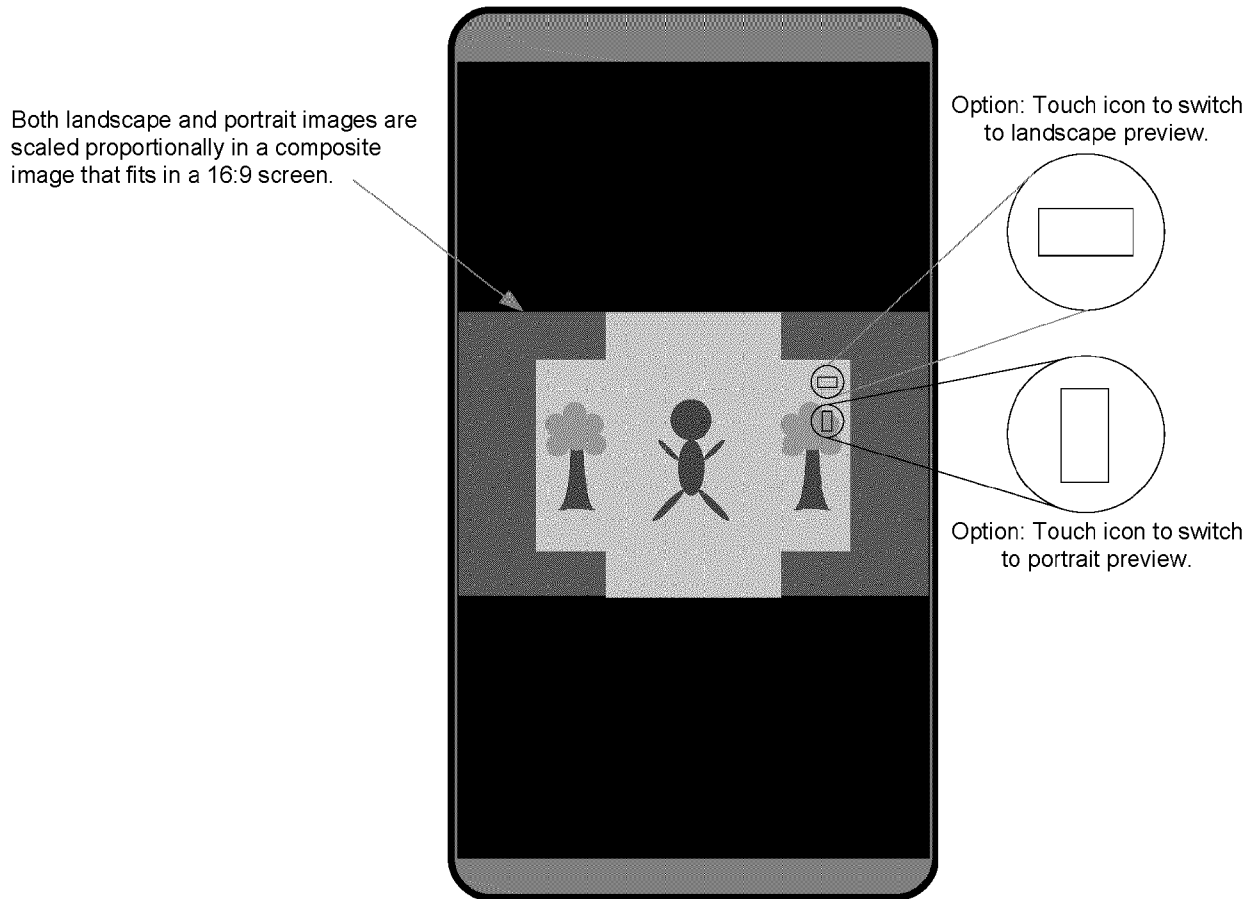 Both landscape and portrait images are
scaled proportionally in a composite
image that fits in a 16:9 screen.
Option: Touch icon to switch
to landscape preview.
Option: Touch icon to switch
to portrait preview.